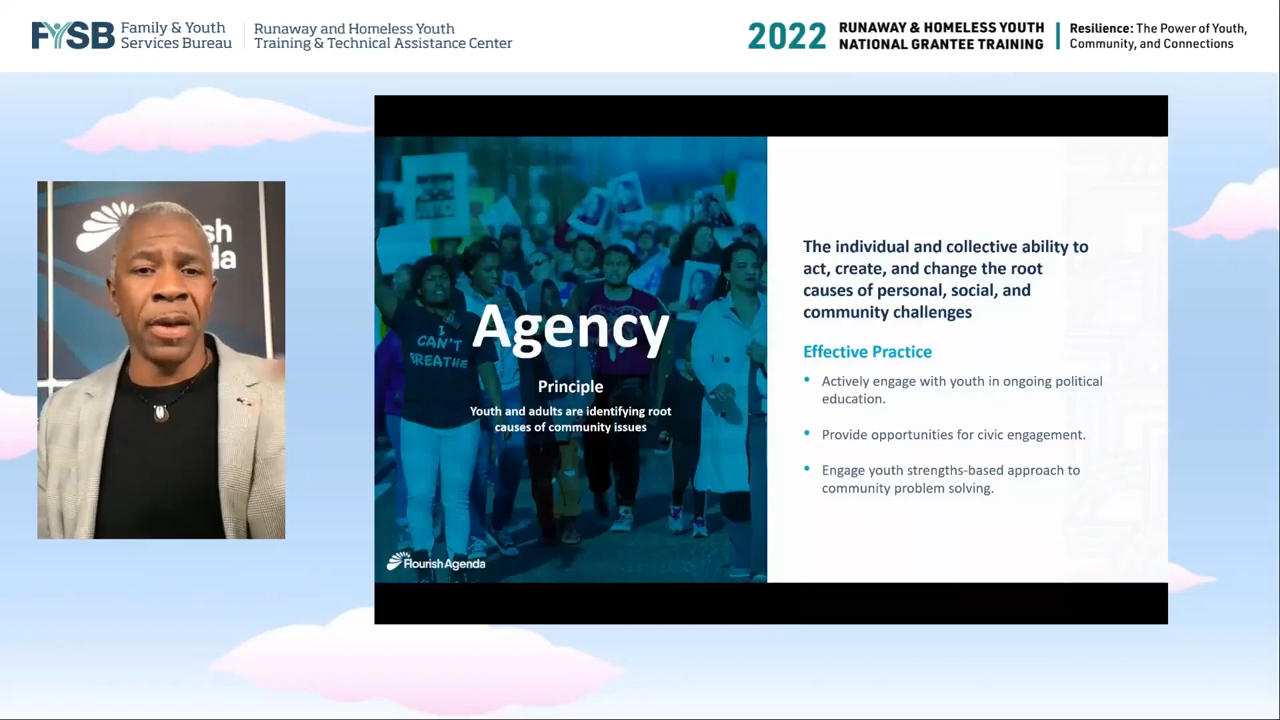 FYSB
Family & Youth
Services Bureau
Runaway and Homeless Youth
Training & Technical Assistance Center
2022
RUNAWAY & HOMELESS YOUTH
NATIONAL GRANTEE TRAINING
Resilience: The Power of Youth,
Community, and Connections
sh
da
I
CAN'T
BREATHE
Agency
Principle
Youth and adults are identifying root
causes of community issues
Flourish Agenda
The individual and collective ability to
act, create, and change the root
causes of personal, social, and
community challenges
Effective Practice
• Actively engage with youth in ongoing political
education.
• Provide opportunities for civic engagement.
• Engage youth strengths-based approach to
community problem solving.